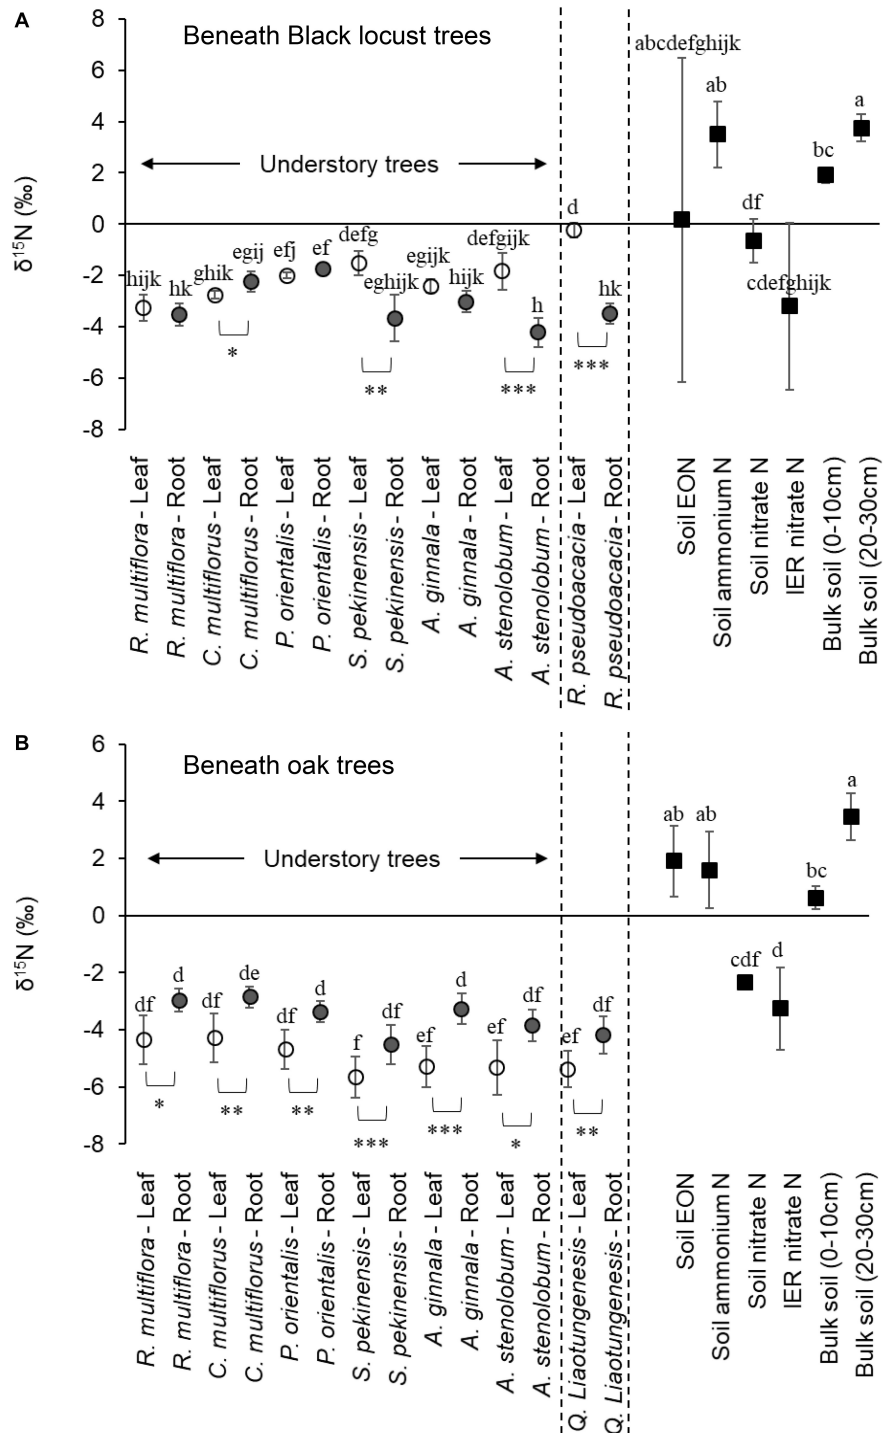 A
Beneath Black locust trees
δ15N (‰)
8
6
4
2
0
-2
-4
-6
-8
Understory trees
hijk
hk
ghik
egij
efj
ef
defg
eghijk
egijk
hijk
defgijk
h
d
hk
abcdefghijk
ab
df
cdefghijk
bc
a
*
**
***
***
R. multiflora - Leaf
R. multiflora - Root
C. multiflorus - Leaf
C. multiflorus - Root
P. orientalis - Leaf
P. orientalis - Root
S. pekinensis - Leaf
S. pekinensis - Root
A. ginnala - Leaf
A. ginnala - Root
A. stenolobum - Leaf
A. stenolobum - Root
R. pseudoacacia - Leaf
R. pseudoacacia - Root
Soil EON
Soil ammonium N
Soil nitrate N
IER nitrate N
Bulk soil (0-10cm)
Bulk soil (20-30cm)
B
Beneath oak trees
δ15N (‰)
6
4
2
0
-2
-4
-6
-8
Understory trees
df
d
df
de
df
d
f
df
ef
d
ef
df
ef
df
ab
ab
cdf
d
bc
a
*
**
**
***
***
*
**
R. multiflora - Leaf
R. multiflora - Root
C. multiflorus - Leaf
C. multiflorus - Root
P. orientalis - Leaf
P. orientalis - Root
S. pekinensis - Leaf
S. pekinensis - Root
A. ginnala - Leaf
A. ginnala - Root
A. stenolobum - Leaf
A. stenolobum - Root
Q. Liaotungenesis - Leaf
Q. Liaotungenesis - Root
Soil EON
Soil ammonium N
Soil nitrate N
IER nitrate N
Bulk soil (0-10cm)
Bulk soil (20-30cm)